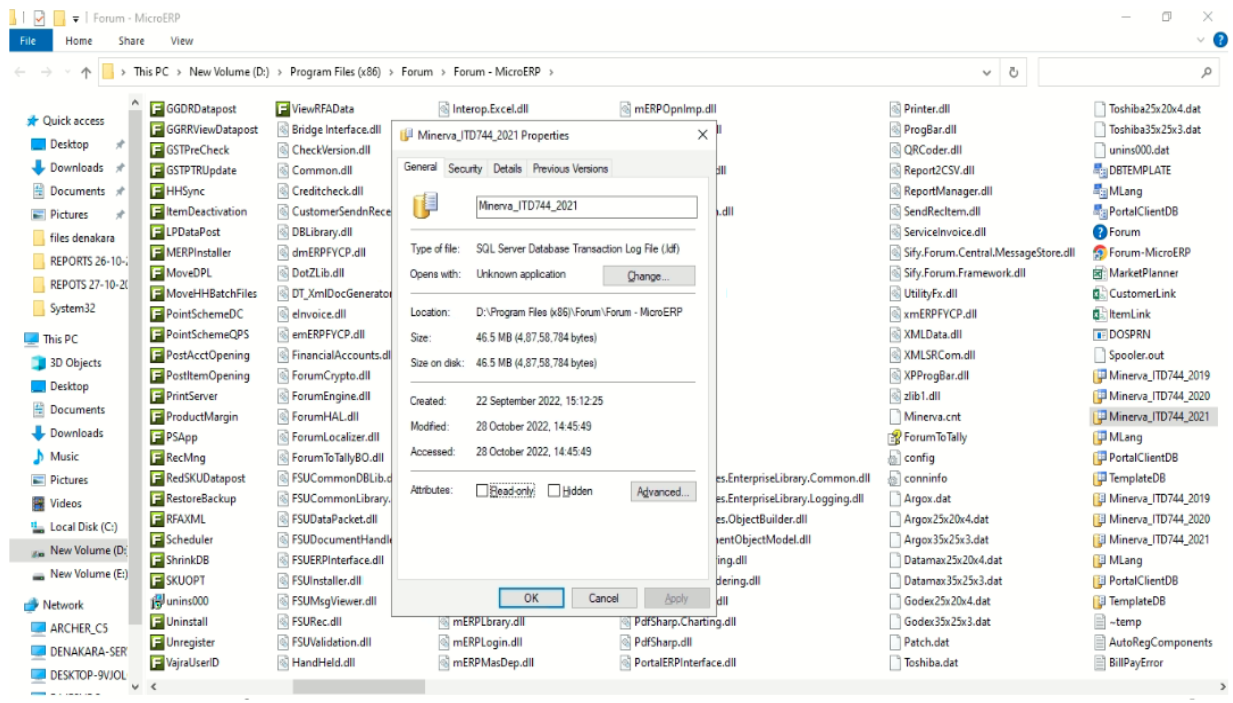 Forum - MicroERP
File Home Share View
This PC > New Volume (D:) > Program Files (x86) > Forum > Forum - MicroERP >
Quick access
Desktop
Downloads
Documents
Pictures
files denakara
REPORTS 26-10-
REPOTS 27-10-20
System32
This PC
3D Objects
Desktop
Documents
Downloads
Music
Pictures
Videos
Local Disk (C:)
New Volume (D:
New Volume (E:)
Network
ARCHER_C5
DENAKARA-SER
DESKTOP-9VJOL
GGDRDatapost
GGRRViewDatapost
GSTPreCheck
GSTPTRUpdate
HHSync
ItemDeactivation
LPDataPost
MERPInstaller
MoveDPL
MoveHHBatchFiles
PointSchemeDC
PointSchemeQPS
PostAcctOpening
PostItemOpening
PrintServer
ProductMargin
PSApp
RecMng
RedSKUDatapost
RestoreBackup
RFAXML
Scheduler
ShrinkDB
SKUOPT
unins000
Uninstall
Unregister
VajraUserID
ViewRFAData
Bridge Interface.dll
CheckVersion.dll
Common.dll
Creditcheck.dll
CustomerSendnRece
DBLibrary.dll
dmERPFYCP.dll
DotZLib.dll
DT_XmlDocGenerator
eInvoice.dll
emERPFYCP.dll
FinancialAccounts.dl
ForumCrypto.dll
ForumEngine.dll
ForumHAL.dll
ForumLocalizer.dll
ForumToTallyBO.dll
FSUCommonDBLib.d
FSUCommonLibrary.
FSUDataPacket.dll
FSUDocumentHandle
FSUERPInterface.dll
FSUInstaller.dll
FSUMsgViewer.dll
FSURec.dll
FSUValidation.dll
HandHeld.dll
Interop.Excel.dll
mERPOpnImp.dll
Minerva_ITD744_2021 Properties
General Security Details Previous Versions
Minerva_ITD744_2021
Type of file: SQL Server Database Transaction Log File (.ldf)
Opens with: Unknown application Change...
Location: D:\Program Files (x86)\Forum\Forum - MicroERP
Size: 46.5 MB (4,87,58,784 bytes)
Size on disk: 46.5 MB (4,87,58,784 bytes)
Created: 22 September 2022, 15:12:25
Modified: 28 October 2022, 14:45:49
Accessed: 28 October 2022, 14:45:49
Attributes: Read-only Hidden Advanced...
OK Cancel Apply
mERPLbrary.dll
mERPLogin.dll
mERPMasDep.dll
dll
.dll
es.EnterpriseLibrary.Common.dll
es.EnterpriseLibrary.Logging.dll
es.ObjectBuilder.dll
entObjectModel.dll
ing.dll
dering.dll
dll
PdfSharp.Charting.dll
PdfSharp.dll
PortalERPInterface.dll
Printer.dll
ProgBar.dll
QRCoder.dll
Report2CSV.dll
ReportManager.dll
SendRecItem.dll
ServiceInvoice.dll
Sify.Forum.Central.MessageStore.dll
Sify.Forum.Framework.dll
UtilityFx.dll
xmERPFYCP.dll
XMLData.dll
XMLSRCom.dll
XPProgBar.dll
zlib1.dll
Minerva.cnt
ForumToTally
config
conninfo
Argox.dat
Argox25x20x4.dat
Argox35x25x3.dat
Datamax25x20x4.dat
Datamax35x25x3.dat
Godex25x20x4.dat
Godex35x25x3.dat
Patch.dat
Toshiba.dat
Toshiba25x20x4.dat
Toshiba35x25x3.dat
unins000.dat
DBTEMPLATE
MLang
PortalClientDB
Forum
Forum-MicroERP
MarketPlanner
CustomerLink
ItemLink
DOSPRN
Spooler.out
Minerva_ITD744_2019
Minerva_ITD744_2020
Minerva_ITD744_2021
MLang
PortalClientDB
TemplateDB
Minerva_ITD744_2019
Minerva_ITD744_2020
Minerva_ITD744_2021
MLang
PortalClientDB
TemplateDB
~temp
AutoRegComponents
BillPayError